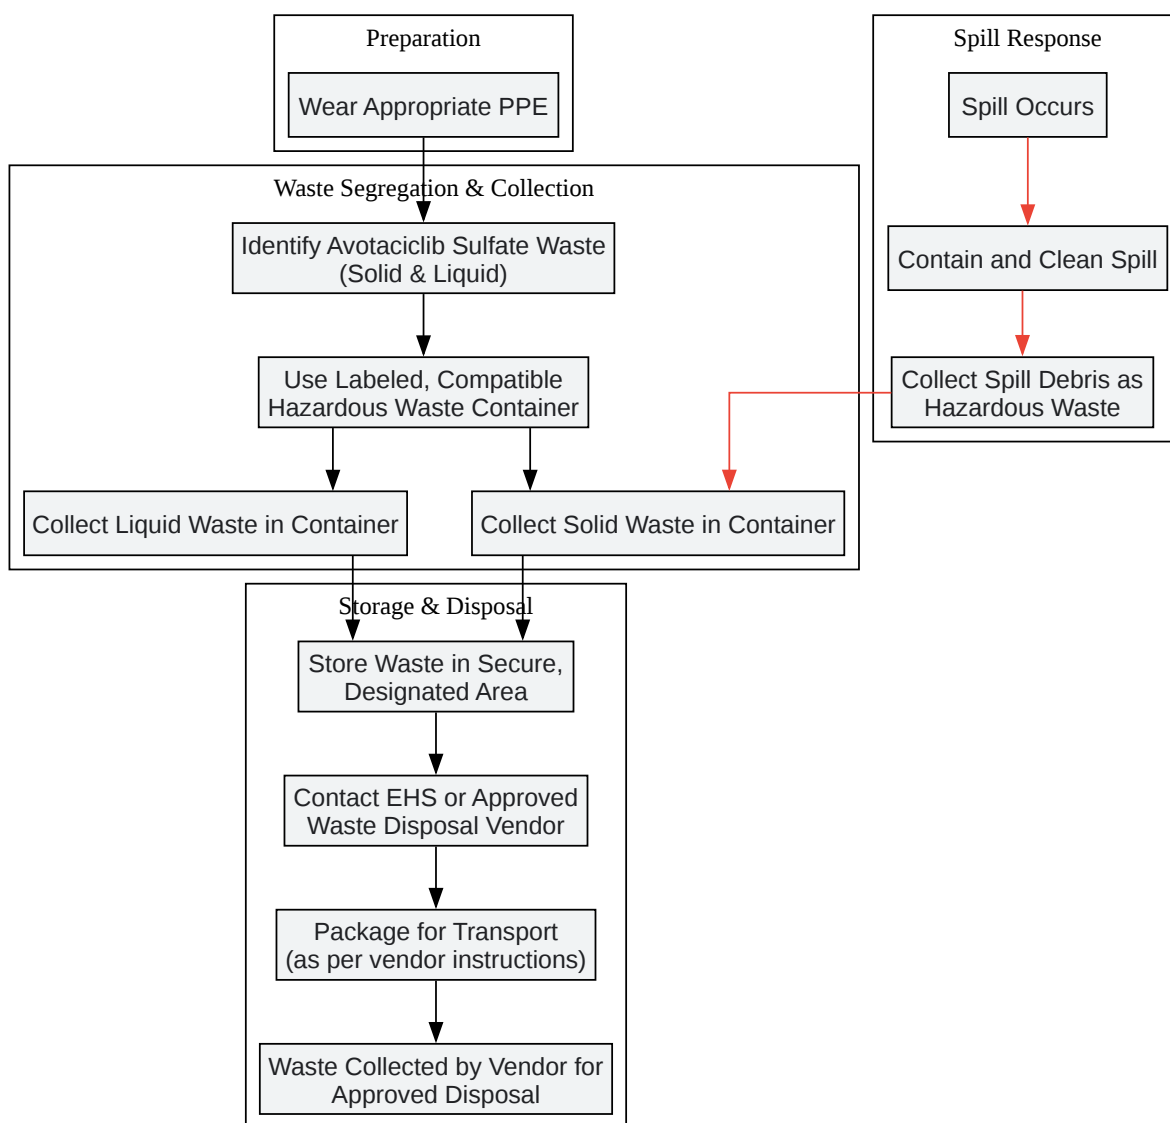 Preparation
Wear Appropriate PPE
Waste Segregation & Collection
Identify Avotaciclib Sulfate Waste
(Solid & Liquid)
Use Labeled, Compatible
Hazardous Waste Container
Collect Liquid Waste in Container
Collect Solid Waste in Container
Storage & Disposal
Store Waste in Secure,
Designated Area
Contact EHS or Approved
Waste Disposal Vendor
Package for Transport
(as per vendor instructions)
Waste Collected by Vendor for
Approved Disposal
Spill Response
Spill Occurs
Contain and Clean Spill
Collect Spill Debris as
Hazardous Waste